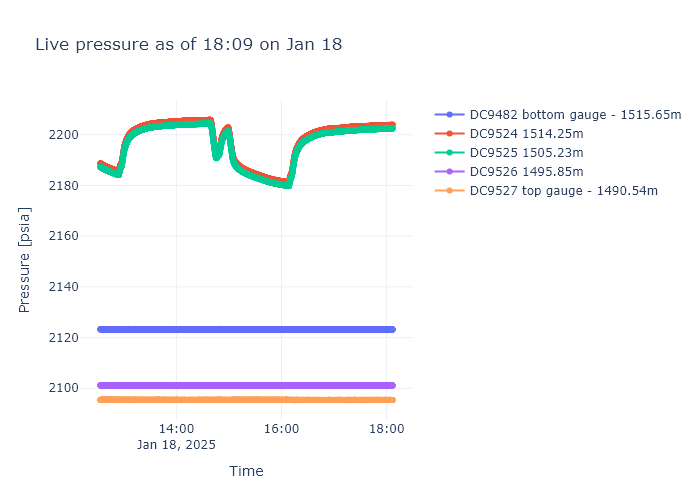 Live pressure as of 18:09 on Jan 18
DC9482 bottom gauge - 1515.65m
DC9524 1514.25m
DC9525 1505.23m
DC9526 1495.85m
DC9527 top gauge - 1490.54m
Pressure [psia]
2200
2180
2160
2140
2120
2100
14:00
16:00
18:00
Jan 18, 2025
Time